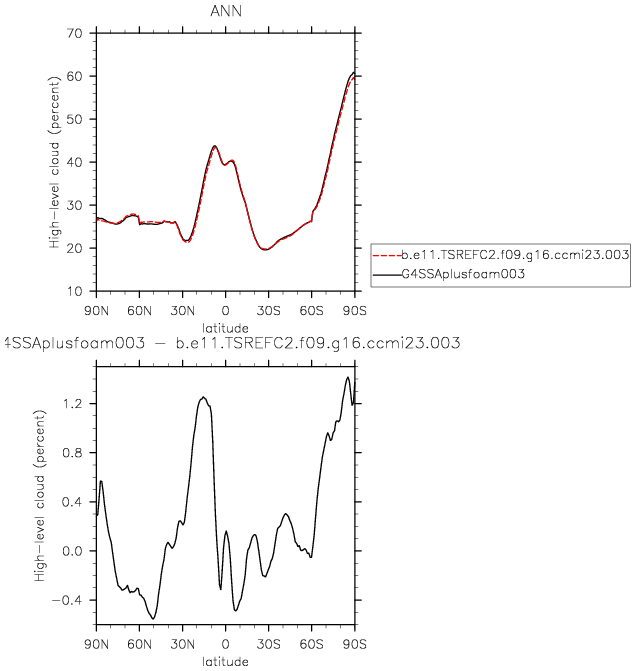 ANN
70
60
50
40
30
20
10
High-level cloud (percent)
90N 60N 30N 0 30S 60S 90S
latitude
b.e11.TSREFC2.f09.g16.ccmi23.003
G4SSAplusfoam003
4SSAplusfoam003 - b.e11.TSREFC2.f09.g16.ccmi23.003
1.2
0.8
0.4
0.0
-0.4
High-level cloud (percent)
90N 60N 30N 0 30S 60S 90S
latitude